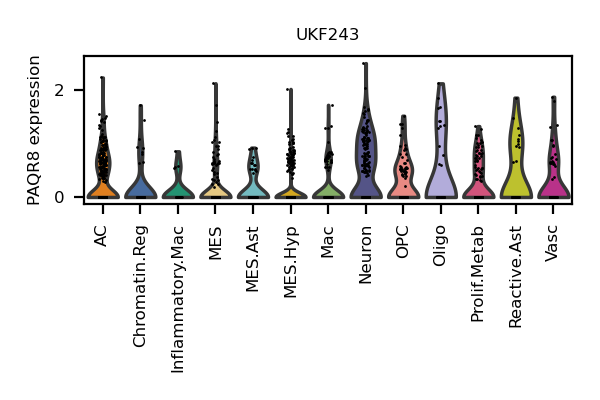 UKF243
PAQR8 expression
2
0
AC
Chromatin.Reg
Inflammatory.Mac
MES
MES.Ast
MES.Hyp
Mac
Neuron
OPC
Oligo
Prolif.Metab
Reactive.Ast
Vasc